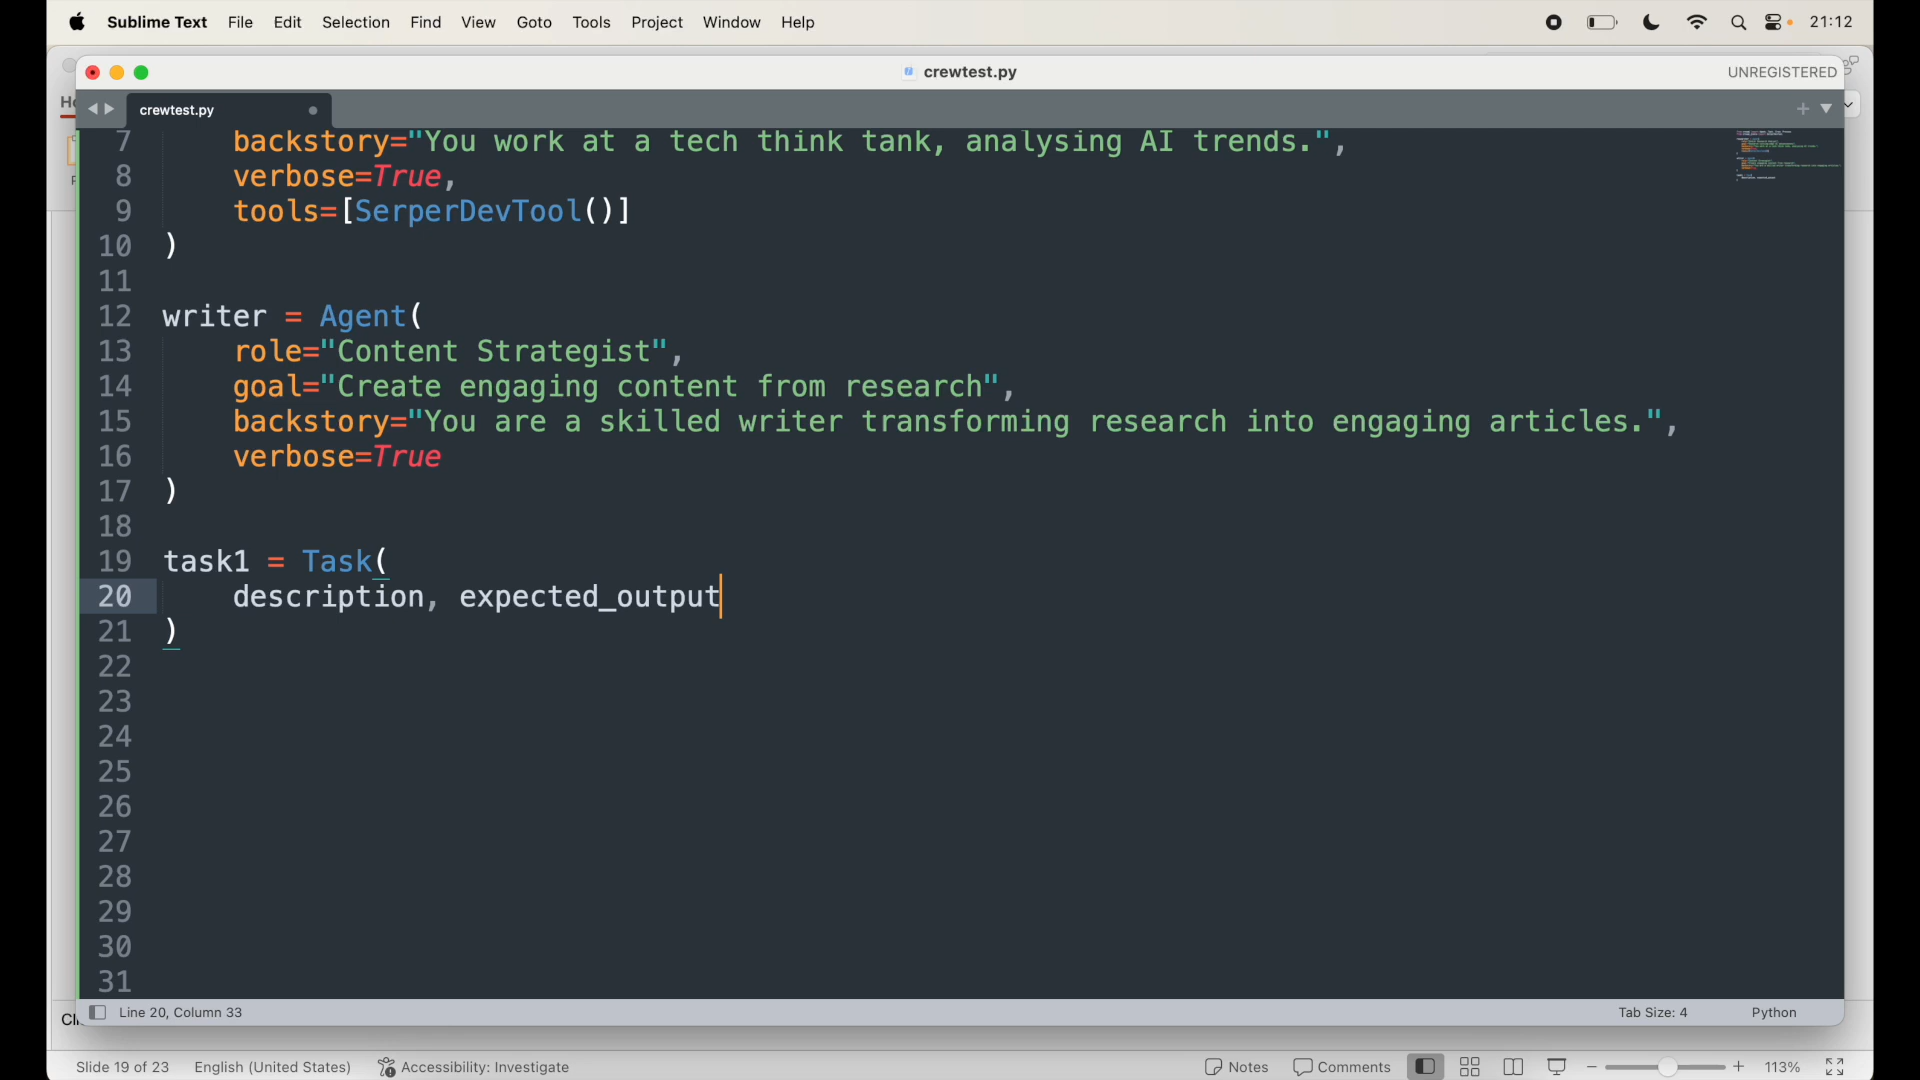 Sublime Text File Edit Selection Find View Goto Tools Project Window Help 21:12
crewtest.py UNREGISTERED
crewtest.py
7 backstory="You work at a tech think tank, analysing AI trends.",
8 verbose=True,
9 tools=[SerperDevTool()]
10 )
11
12 writer = Agent(
13 role="Content Strategist",
14 goal="Create engaging content from research",
15 backstory="You are a skilled writer transforming research into engaging articles.",
16 verbose=True
17 )
18
19 task1 = Task(
20 description, expected_output
21 )
22
23
24
25
26
27
28
29
30
31
Line 20, Column 33 Tab Size: 4 Python
Slide 19 of 23 English (United States) Accessibility: Investigate Notes Comments 113%